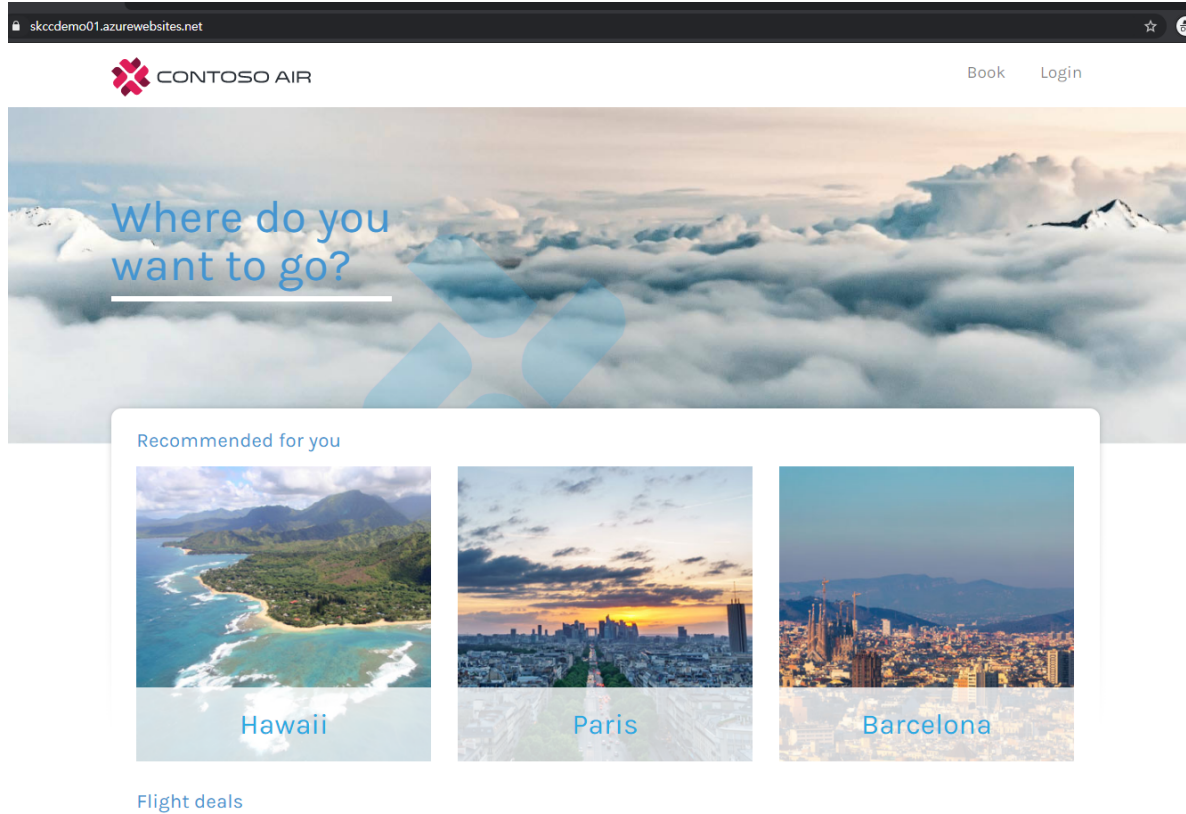 skccdemo01.azurewebsites.net
CONTOSO AIR
Book
Login
Where do you
want to go?
Recommended for you
Hawaii
Paris
Barcelona
Flight deals